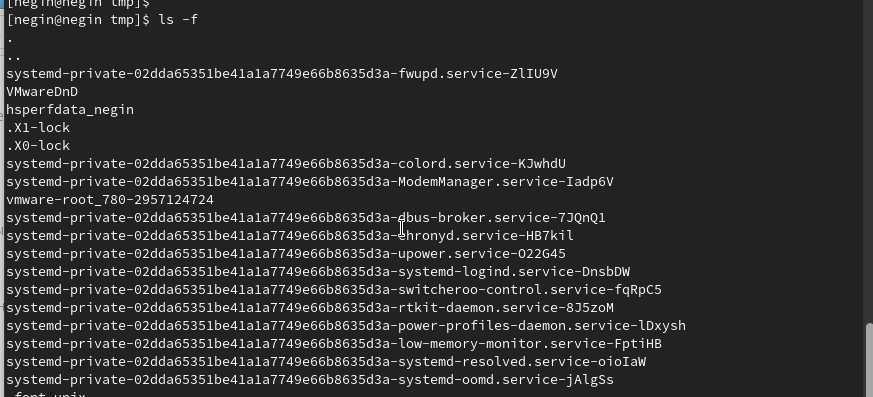 [negin@negin tmp]$
[negin@negin tmp]$ ls -f
.
..
systemd-private-02dda65351be41a1a7749e66b8635d3a-fwupd.service-ZlIU9V
VMwareDnD
hsperfdata_negin
.X1-lock
.X0-lock
systemd-private-02dda65351be41a1a7749e66b8635d3a-colord.service-KJwhdU
systemd-private-02dda65351be41a1a7749e66b8635d3a-ModemManager.service-Iadp6V
vmware-root_780-2957124724
systemd-private-02dda65351be41a1a7749e66b8635d3a-dbus-broker.service-7JQnQ1
systemd-private-02dda65351be41a1a7749e66b8635d3a-chronyd.service-HB7kil
systemd-private-02dda65351be41a1a7749e66b8635d3a-upower.service-O22G45
systemd-private-02dda65351be41a1a7749e66b8635d3a-systemd-logind.service-DnsbDW
systemd-private-02dda65351be41a1a7749e66b8635d3a-switcheroo-control.service-fqRpC5
systemd-private-02dda65351be41a1a7749e66b8635d3a-rtkit-daemon.service-8J5zoM
systemd-private-02dda65351be41a1a7749e66b8635d3a-power-profiles-daemon.service-lDxysh
systemd-private-02dda65351be41a1a7749e66b8635d3a-low-memory-monitor.service-FptiHB
systemd-private-02dda65351be41a1a7749e66b8635d3a-systemd-resolved.service-oioIaW
systemd-private-02dda65351be41a1a7749e66b8635d3a-systemd-oomd.service-jAlgSs